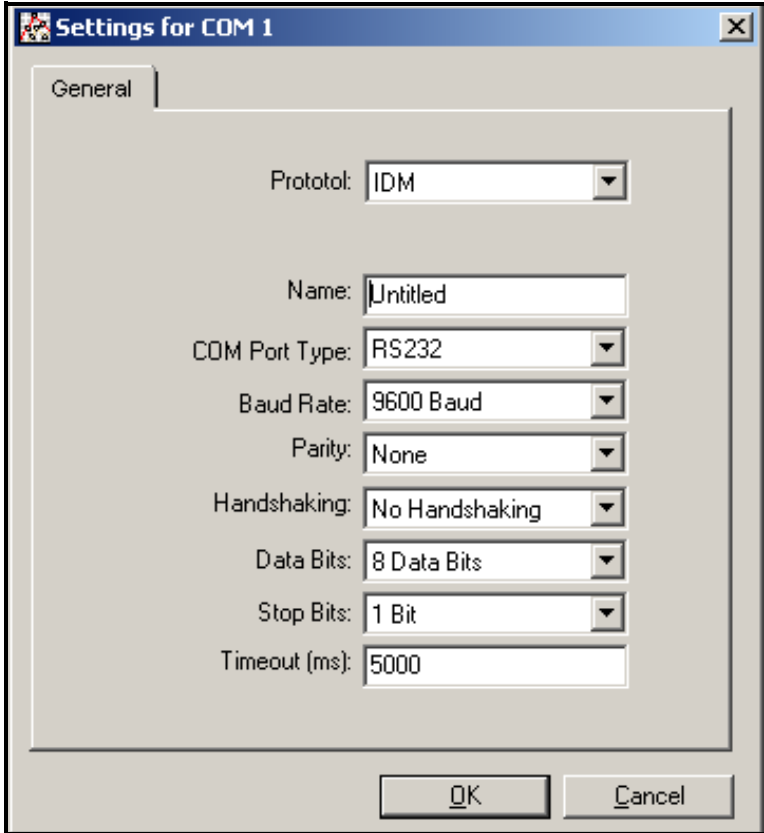 Settings for COM 1
General
Prototol: IDM
Name: Untitled
COM Port Type: RS232
Baud Rate: 9600 Baud
Parity: None
Handshaking: No Handshaking
Data Bits: 8 Data Bits
Stop Bits: 1 Bit
Timeout (ms): 5000
OK Cancel